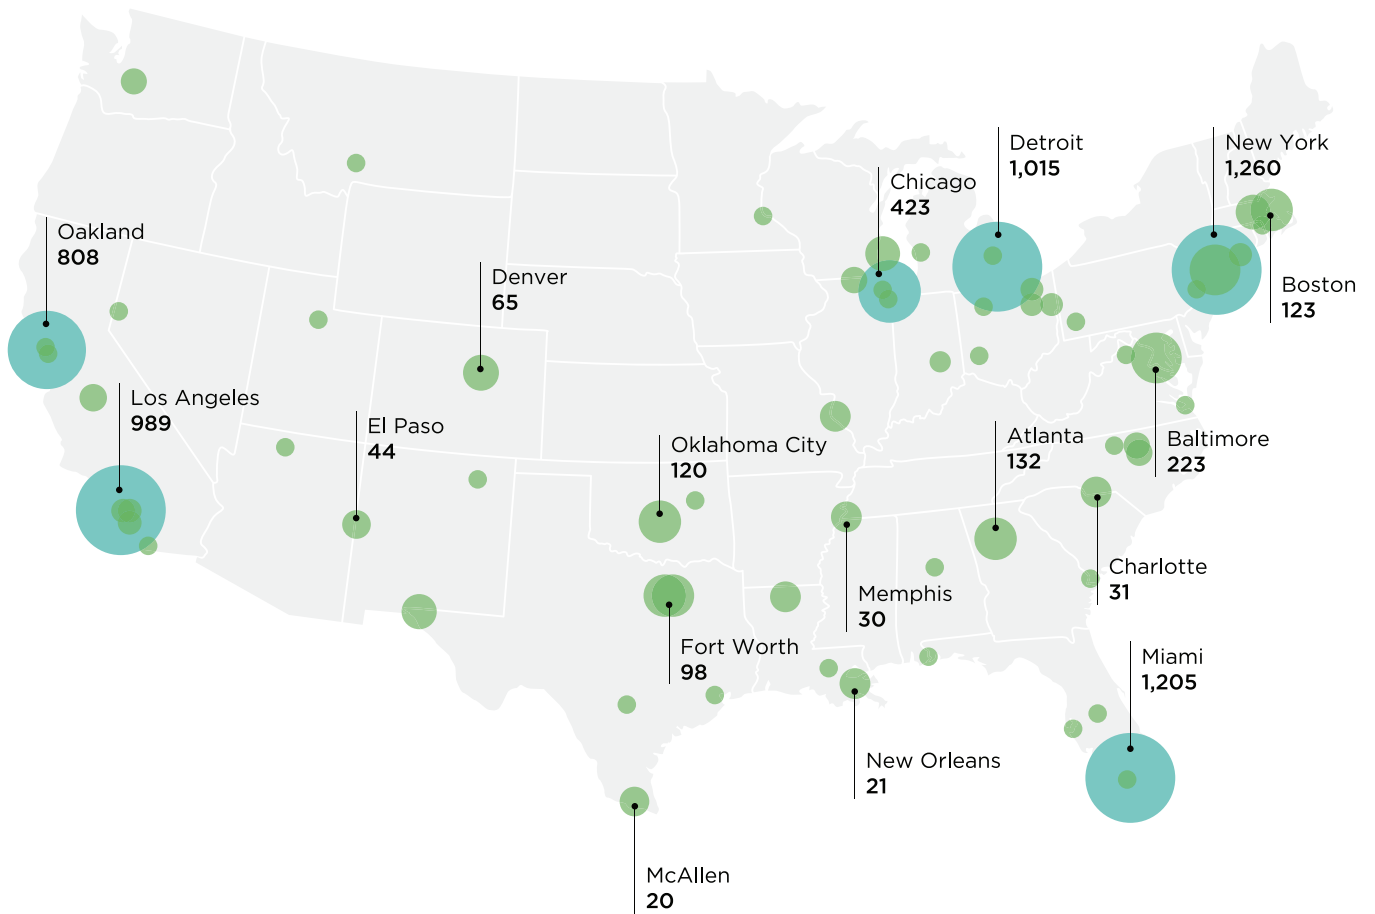 Detroit
1,015
New York
1,260
Chicago
423
Oakland
808
Denver
65
Boston
123
Los Angeles
989
El Paso
44
Oklahoma City
120
Atlanta
132
Baltimore
223
Charlotte
31
Memphis
30
Fort Worth
98
Miami
1,205
New Orleans
21
McAllen
20